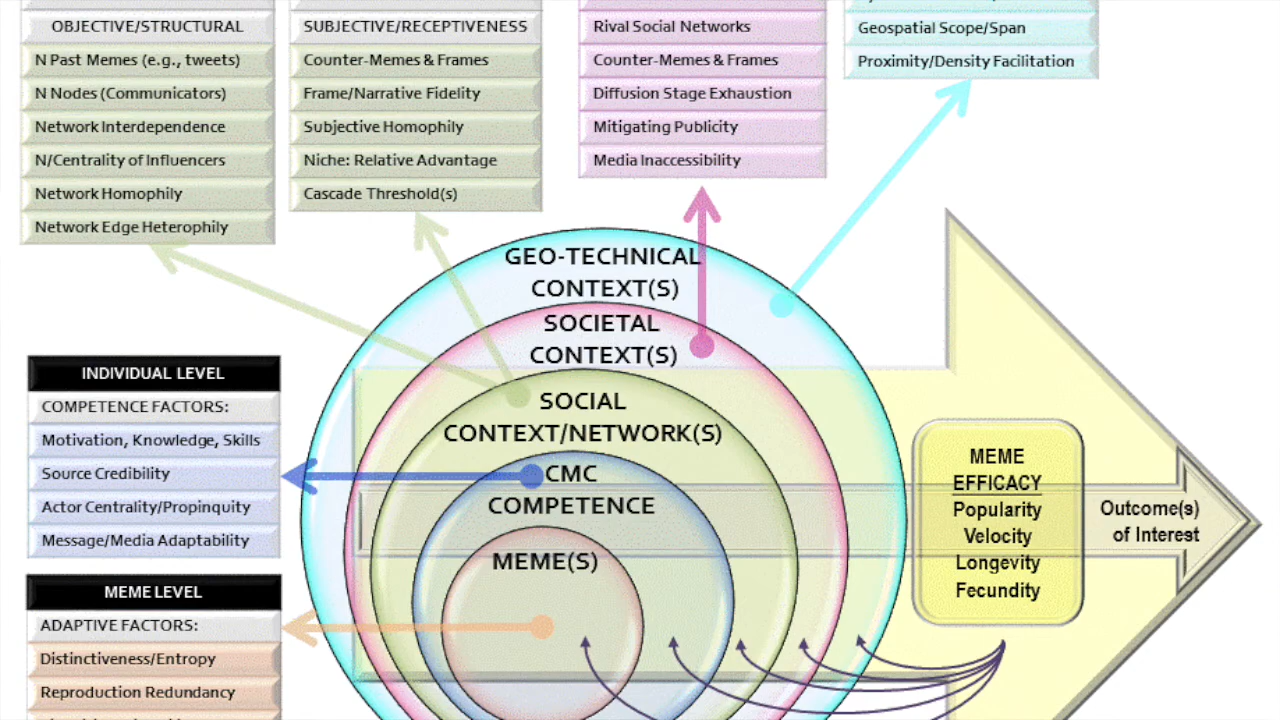 OBJECTIVE/STRUCTURAL
N Past Memes (e.g., tweets)
N Nodes (Communicators)
Network Interdependence
N/Centrality of Influencers
Network Homophily
Network Edge Heterophily
SUBJECTIVE/RECEPTIVENESS
Counter-Memes & Frames
Frame/Narrative Fidelity
Subjective Homophily
Niche: Relative Advantage
Cascade Threshold(s)
Rival Social Networks
Counter-Memes & Frames
Diffusion Stage Exhaustion
Mitigating Publicity
Media Inaccessibility
Geospatial Scope/Span
Proximity/Density Facilitation
GEO-TECHNICAL
CONTEXT(S)
SOCIETAL
CONTEXT(S)
SOCIAL
CONTEXT/NETWORK(S)
CMC
COMPETENCE
MEME(S)
INDIVIDUAL LEVEL
COMPETENCE FACTORS:
Motivation, Knowledge, Skills
Source Credibility
Actor Centrality/Propinquity
Message/Media Adaptability
MEME LEVEL
ADAPTIVE FACTORS:
Distinctiveness/Entropy
Reproduction Redundancy
MEME
EFFICACY
Popularity
Velocity
Longevity
Fecundity
Outcome(s)
of Interest